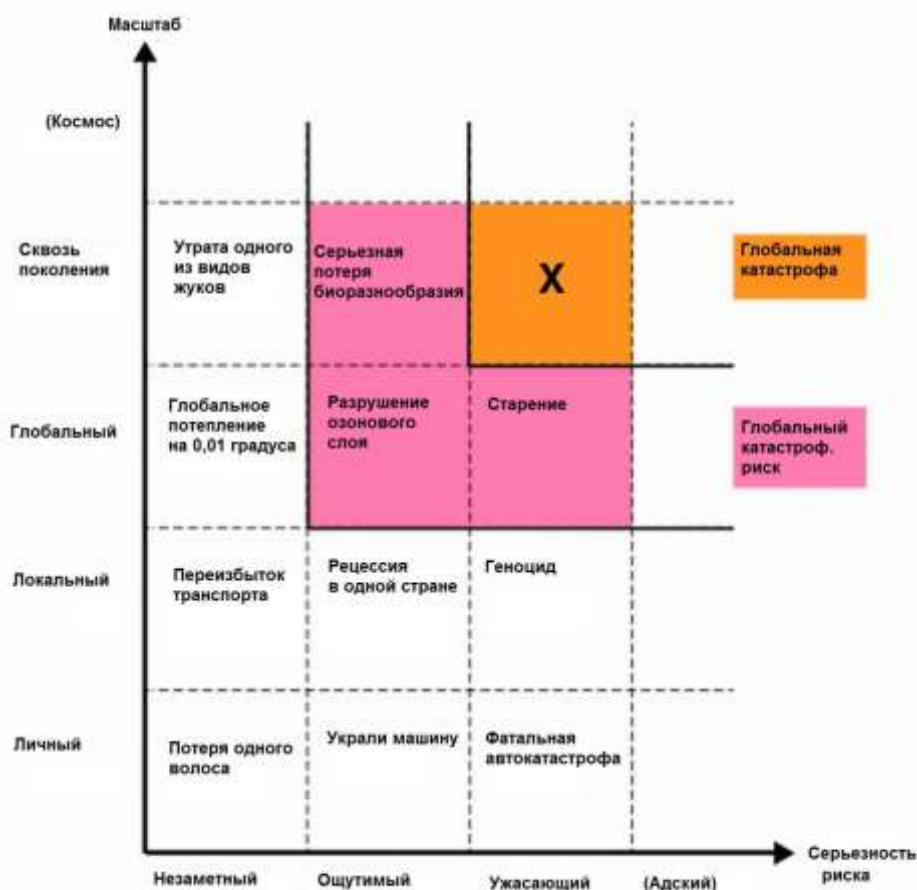 Масштаб
(Космос)
Сквозь
поколения
Утрата одного
из видов
жуков
Серьезная
потеря
биоразнообразия
X
Глобальная
катастрофа
Глобальный
Глобальное
потепление
на 0,01 градуса
Разрушение
озонового
слоя
Старение
Глобальный
катастроф.
риск
Локальный
Переизбыток
транспорта
Рецессия
в одной стране
Геноцид
Личный
Потеря одного
волоса
Украли машину
Фатальная
автокатастрофа
Серьезность
риска
Незаметный
Ощутимый
Ужасающий
(Адский)